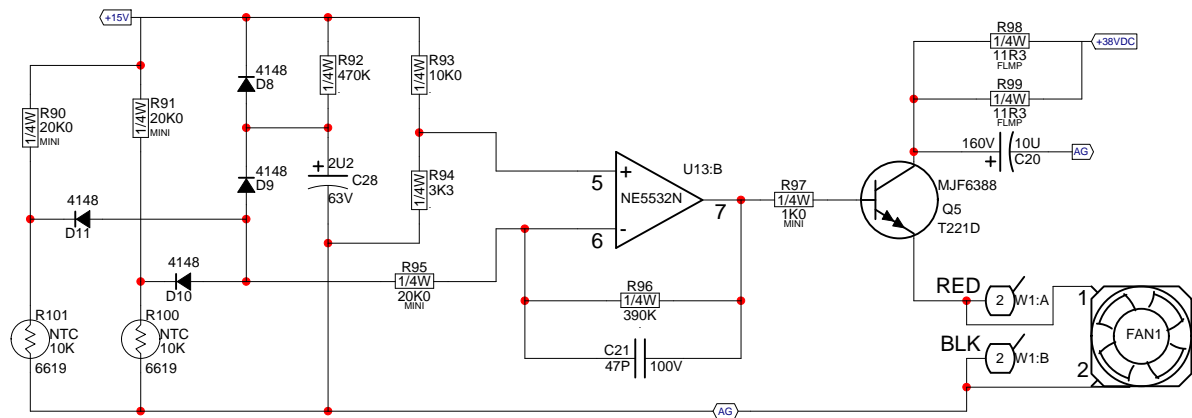 +15V
4148
D8
R92
1/4W
470K
R93
1/4W
10K0
R90
1/4W
20K0
MINI
R91
1/4W
20K0
MINI
4148
D9
+ 2U2
C28
63V
R94
1/4W
3K3
4148
D11
4148
D10
R95
1/4W
20K0
MINI
R101
NTC
10K
6619
R100
NTC
10K
6619
5
+
6
-
U13:B
NE5532N
7
R96
1/4W
390K
C21
47P
100V
R97
1/4W
1K0
MINI
R98
1/4W
11R3
FLMP
+38VDC
R99
1/4W
11R3
FLMP
160V
+
10U
C20
AG
MJF6388
Q5
T221D
RED
2
W1:A
BLK
2
W1:B
1
2
FAN1
AG